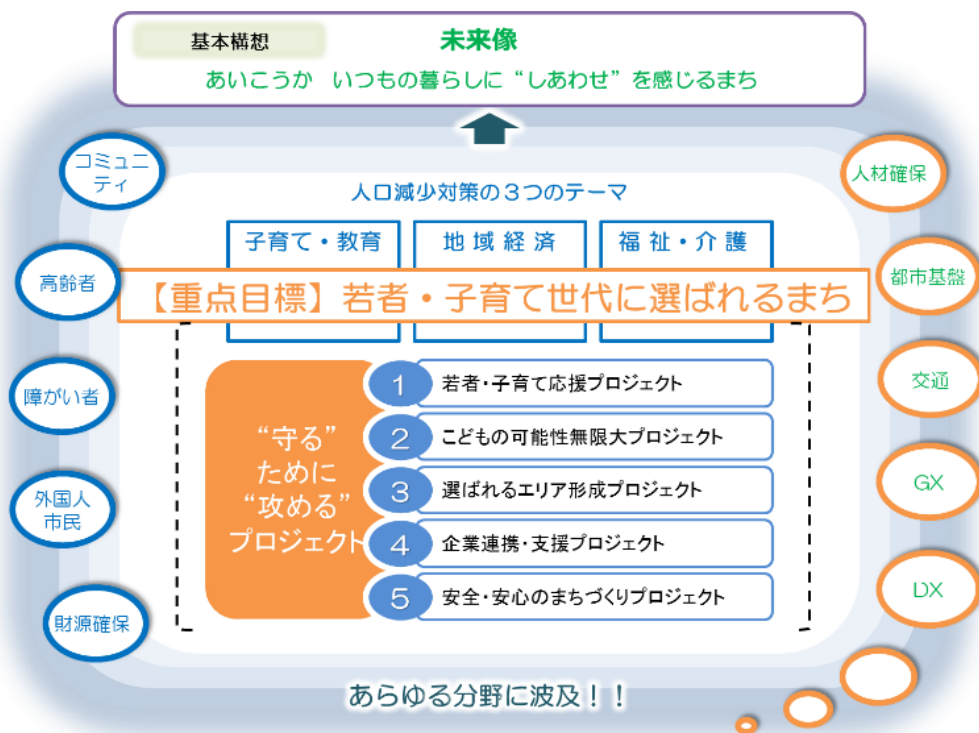 基本構想
未来像
あいこうか　いつもの暮らしに“しあわせ”を感じるまち
人口減少対策の３つのテーマ
子育て・教育
地域経済
福祉・介護
【重点目標】若者・子育て世代に選ばれるまち
“守る”
ために
“攻める”
プロジェクト
1 若者・子育て応援プロジェクト
2 こどもの可能性無限大プロジェクト
3 選ばれるエリア形成プロジェクト
4 企業連携・支援プロジェクト
5 安全・安心のまちづくりプロジェクト
コミュニ
ティ
高齢者
障がい者
外国人
市民
財源確保
人材確保
都市基盤
交通
GX
DX
あらゆる分野に波及！！